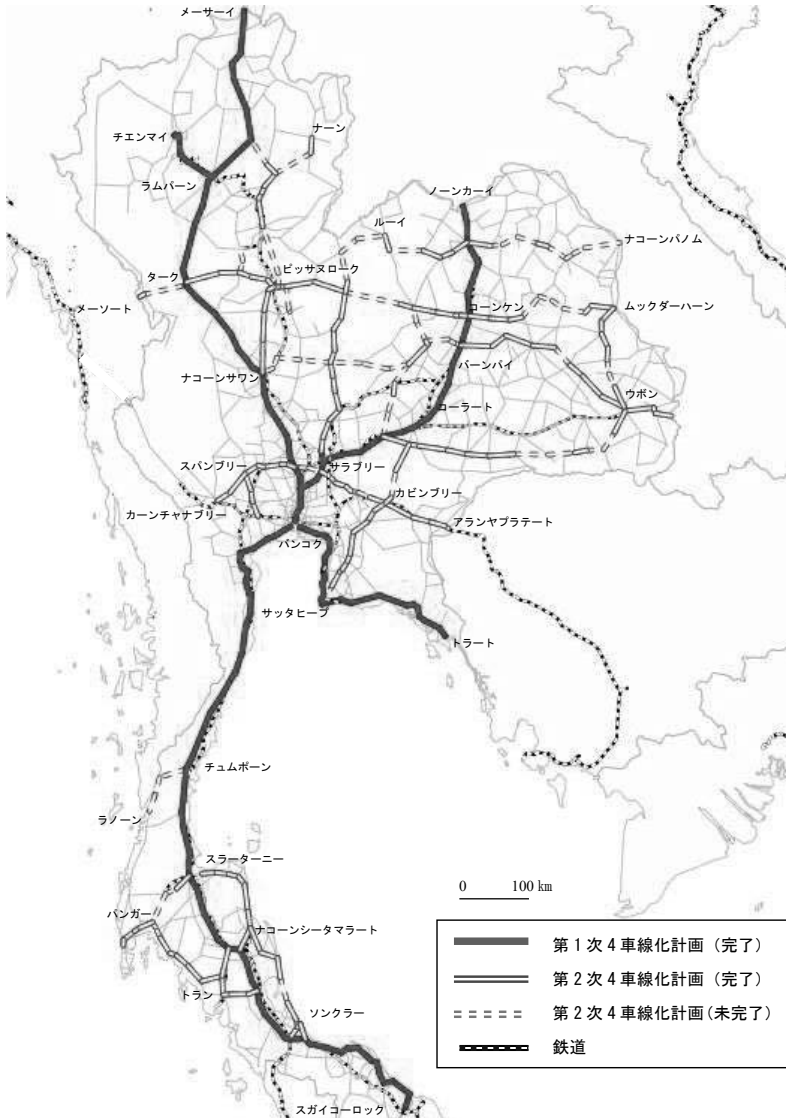 メーサーイ
チエンマイ
ナーン
ラムパーン
ノーンカーイ
ルーイ
ナコーンパノム
ターク
ピッサヌローク
メーソート
コーンケン
ムックダーハーン
ナコーンサワン
バーンパイ
コーラート
ウボン
スパンブリー
サラブリー
カビンブリー
カーンチャナブリー
アランヤプラテート
バンコク
サッタヒープ
トラート
チュムポーン
ラノーン
スラーターニー
0 100 km
パンガー
ナコーンシータマラート
トラン
ソンクラー
スガイコーロック
第1次4車線化計画（完了）
第2次4車線化計画（完了）
第2次4車線化計画（未完了）
鉄道